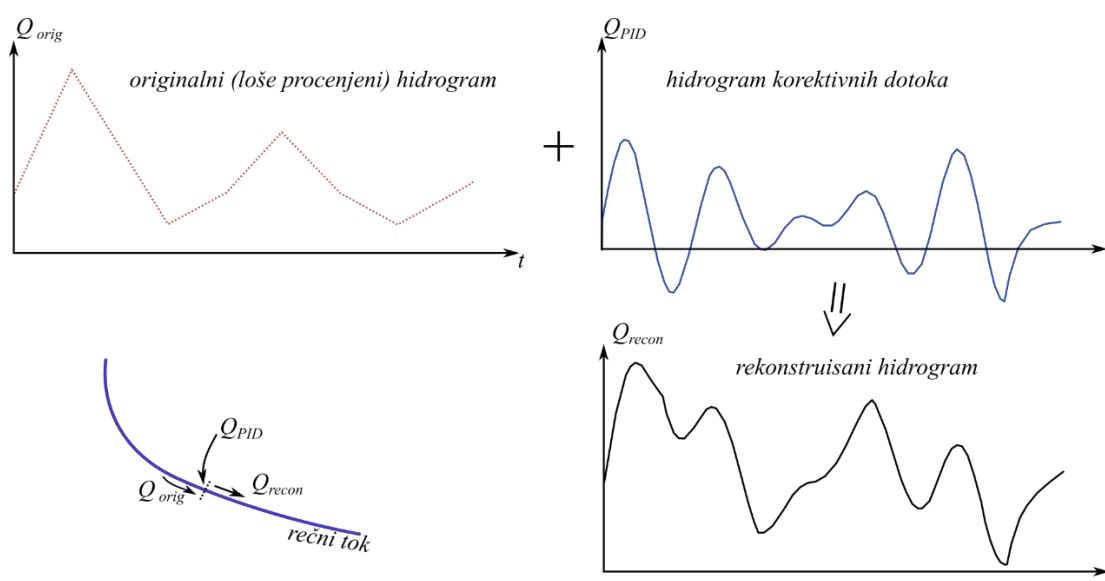 Q orig
originalni (loše procenjeni) hidrogram
t
+
Q PID
hidrogram korektivnih dotoka
Q recon
rekonstruisani hidrogram
Q PID
Q orig
Q recon
rečni tok